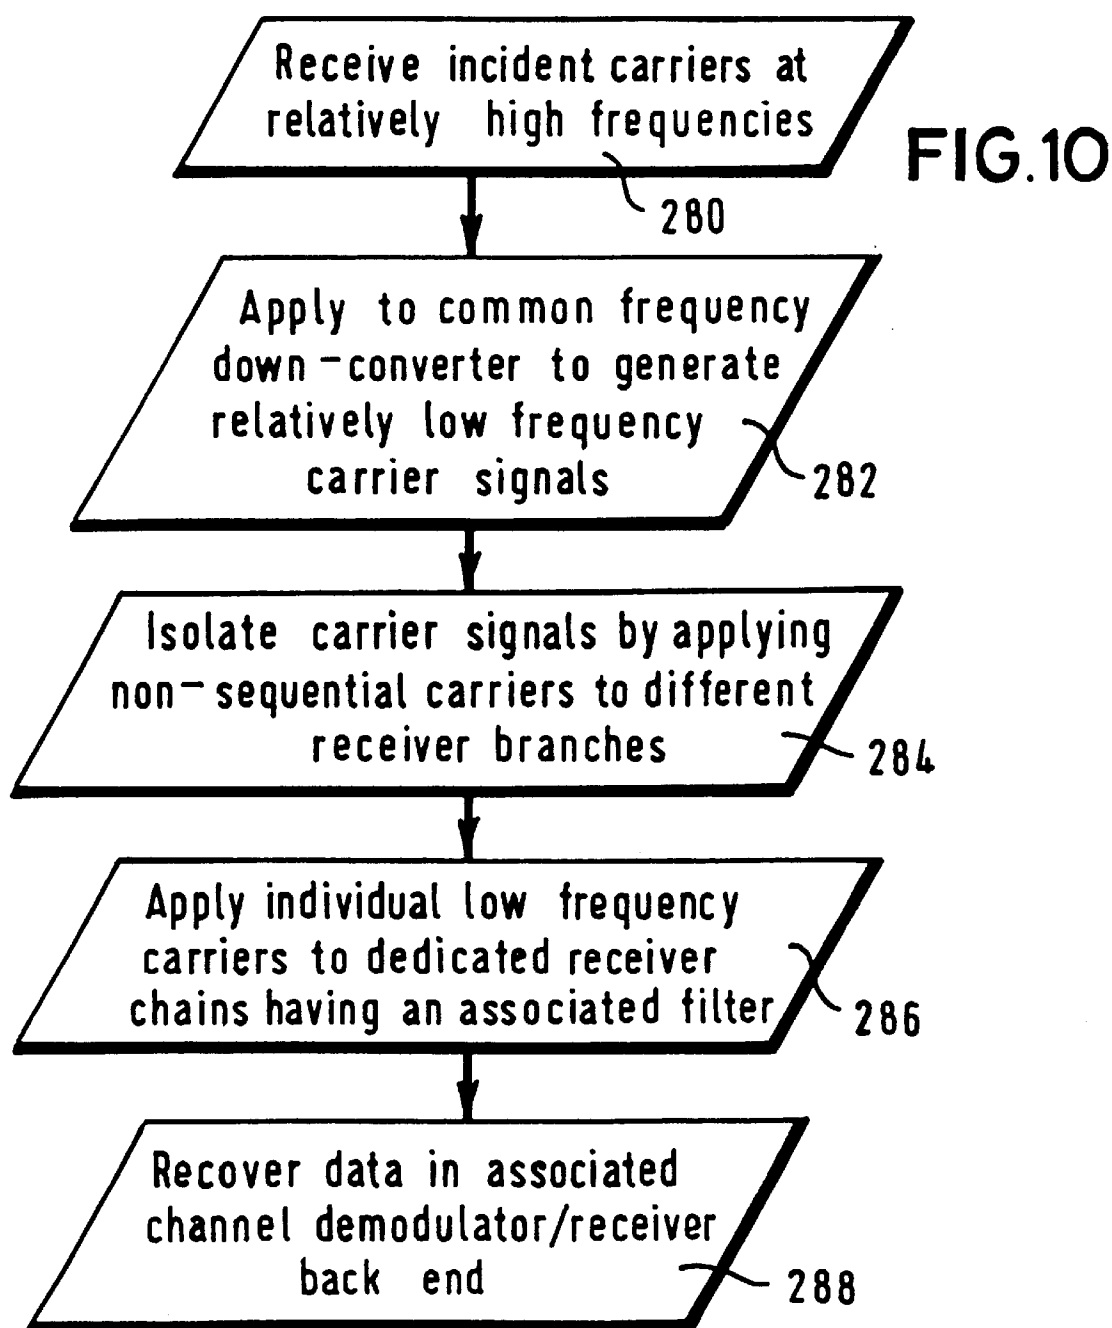 Receive incident carriers at
relatively high frequencies
FIG.10
280
Apply to common frequency
down-converter to generate
relatively low frequency
carrier signals
282
Isolate carrier signals by applying
non-sequential carriers to different
receiver branches
284
Apply individual low frequency
carriers to dedicated receiver
chains having an associated filter
286
Recover data in associated
channel demodulator/receiver
back end
288